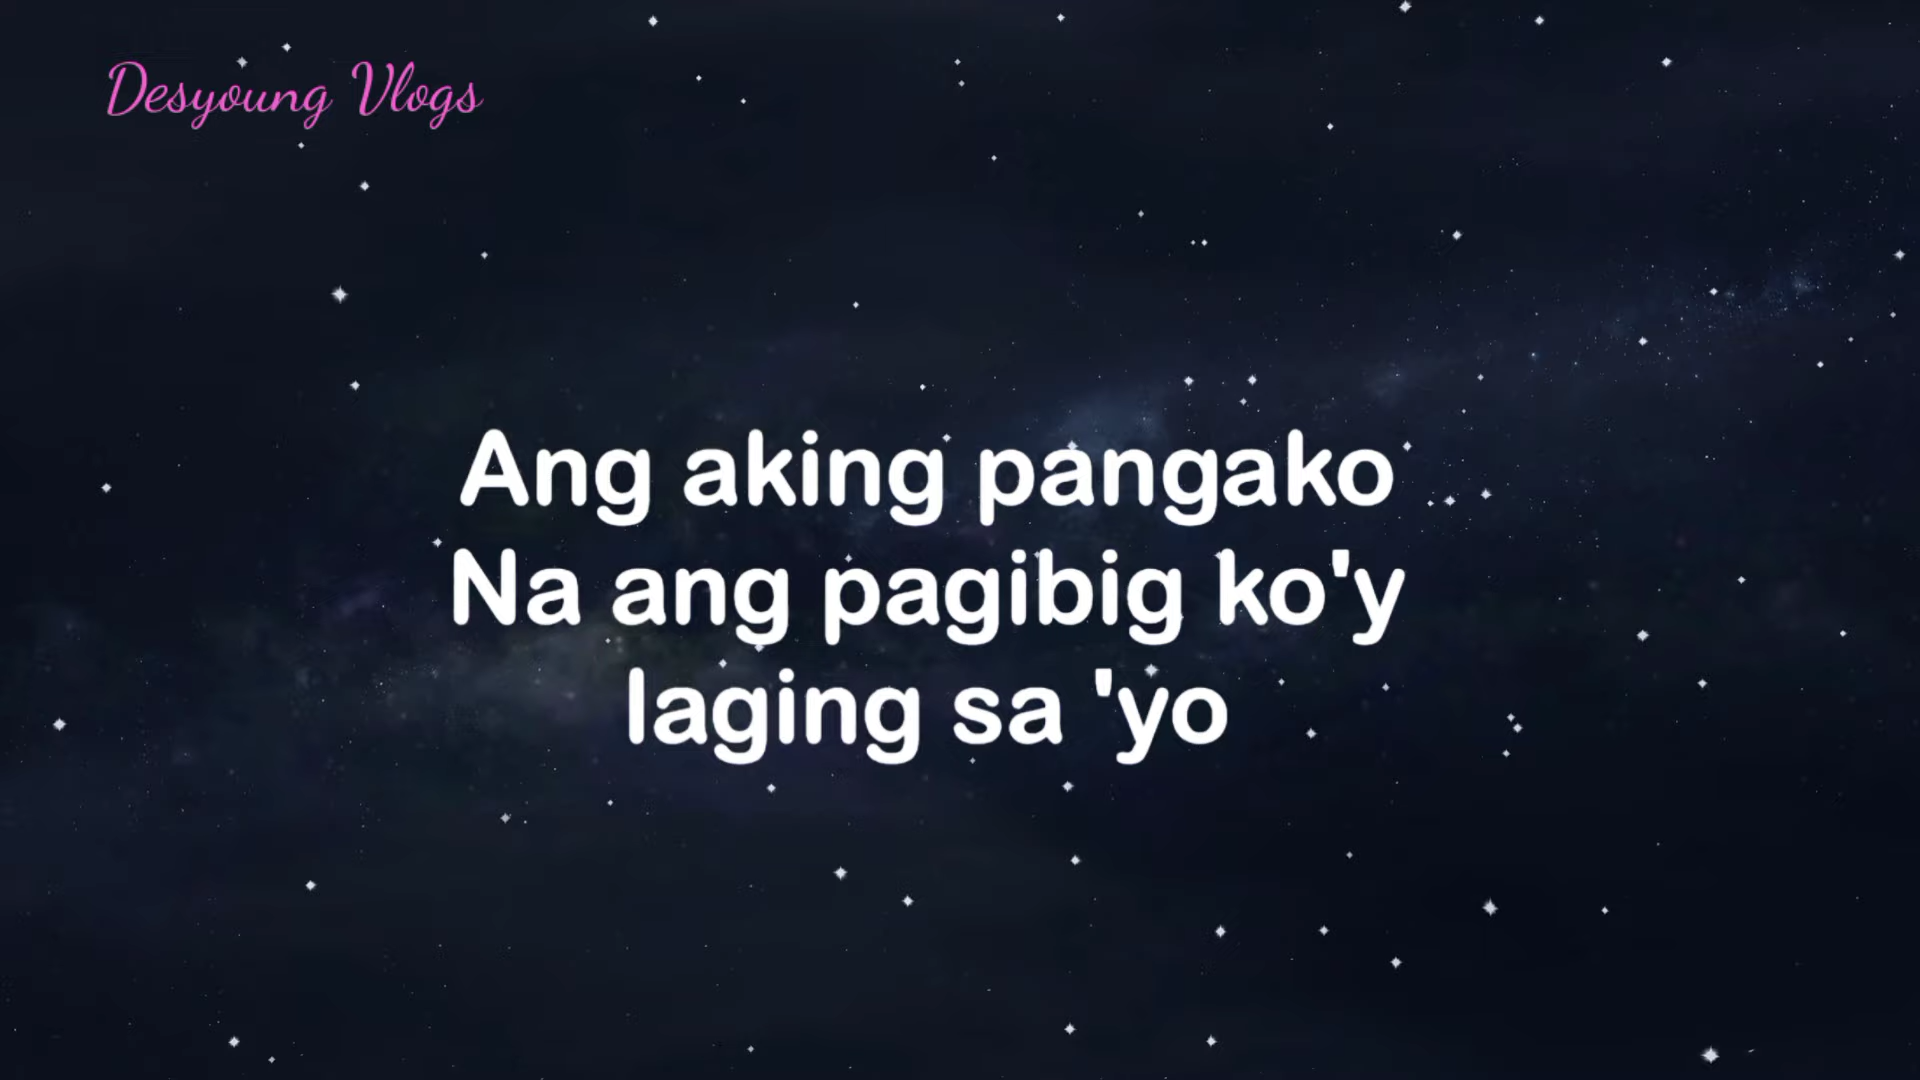 Desyoung Vlogs
Ang aking pangako
Na ang pagibig ko'y
laging sa 'yo